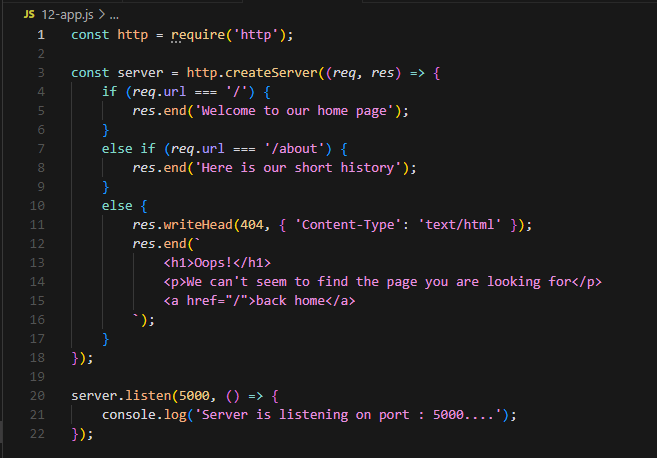 JS 12-app.js > ...
1 const http = require('http');
2
3 const server = http.createServer((req, res) => {
4     if (req.url === '/') {
5         res.end('Welcome to our home page');
6     }
7     else if (req.url === '/about') {
8         res.end('Here is our short history');
9     }
10     else {
11         res.writeHead(404, { 'Content-Type': 'text/html' });
12         res.end(`
13             <h1>Oops!</h1>
14             <p>We can't seem to find the page you are looking for</p>
15             <a href="/">back home</a>
16         `);
17     }
18 });
19
20 server.listen(5000, () => {
21     console.log('Server is listening on port : 5000....');
22 });